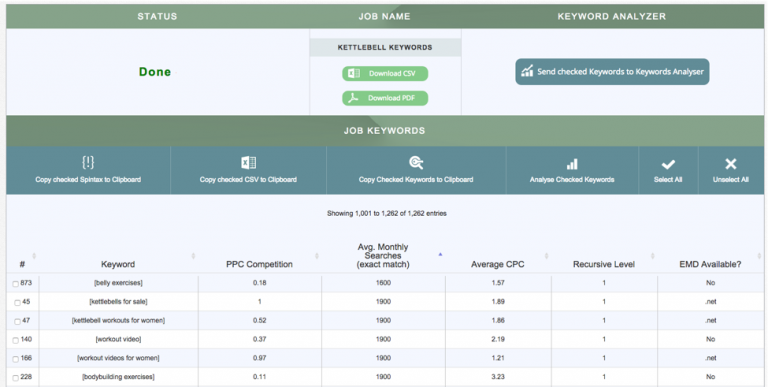 STATUS
JOB NAME
KEYWORD ANALYZER
Done
KETTLEBELL KEYWORDS
Download CSV
Download PDF
Send checked Keywords to Keywords Analyser
JOB KEYWORDS
{!}
Copy checked Spintax to Clipboard
Copy checked CSV to Clipboard
Copy Checked Keywords to Clipboard
Analyse Checked Keywords
Select All
Unselect All
Showing 1,001 to 1,262 of 1,262 entries
# Keyword PPC Competition Avg. Monthly Searches (exact match) Average CPC Recursive Level EMD Available?
873 [belly exercises] 0.18 1600 1.57 1 No
45 [kettlebells for sale] 1 1900 1.89 1 .net
47 [kettlebell workouts for women] 0.52 1900 1.86 1 .net
140 [workout video] 0.37 1900 2.19 1 No
166 [workout videos for women] 0.97 1900 1.21 1 .net
228 [bodybuilding exercises] 0.11 1900 3.23 1 No